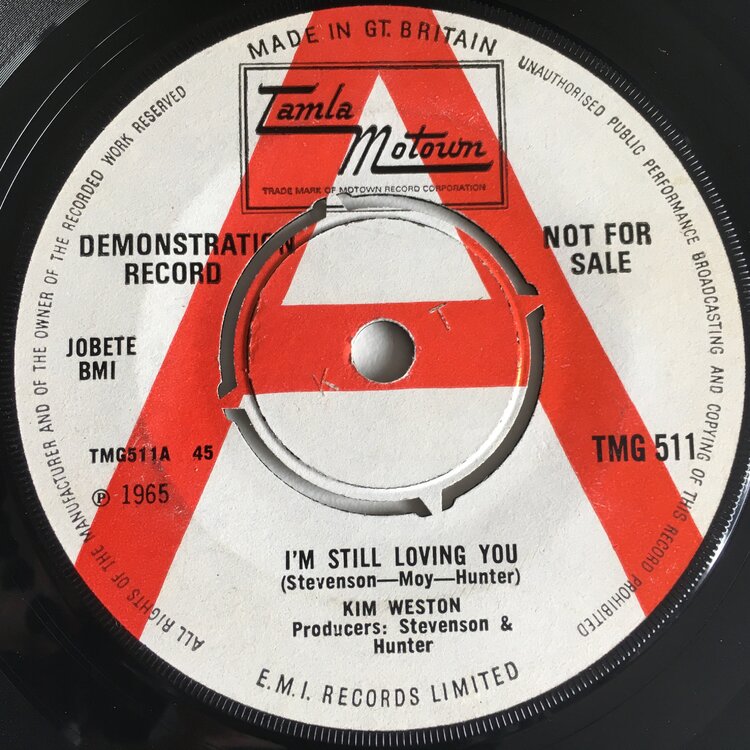 MADE IN GT. BRITAIN
UNAUTHORISED PUBLIC PERFORMANCE BROADCASTING AND COPYING OF THIS RECORD PROHIBITED
ALL RIGHTS OF THE MANUFACTURER AND OF THE OWNER OF THE RECORDED WORK RESERVED
A
Tamla
Motown
TRADE MARK OF MOTOWN RECORD CORPORATION
DEMONSTRATION
RECORD
NOT FOR
SALE
JOBETE
BMI
K T
TMG511A 45
℗ 1965
TMG 511
I'M STILL LOVING YOU
(Stevenson—Moy—Hunter)
KIM WESTON
Producers: Stevenson &
Hunter
E.M.I. RECORDS LIMITED